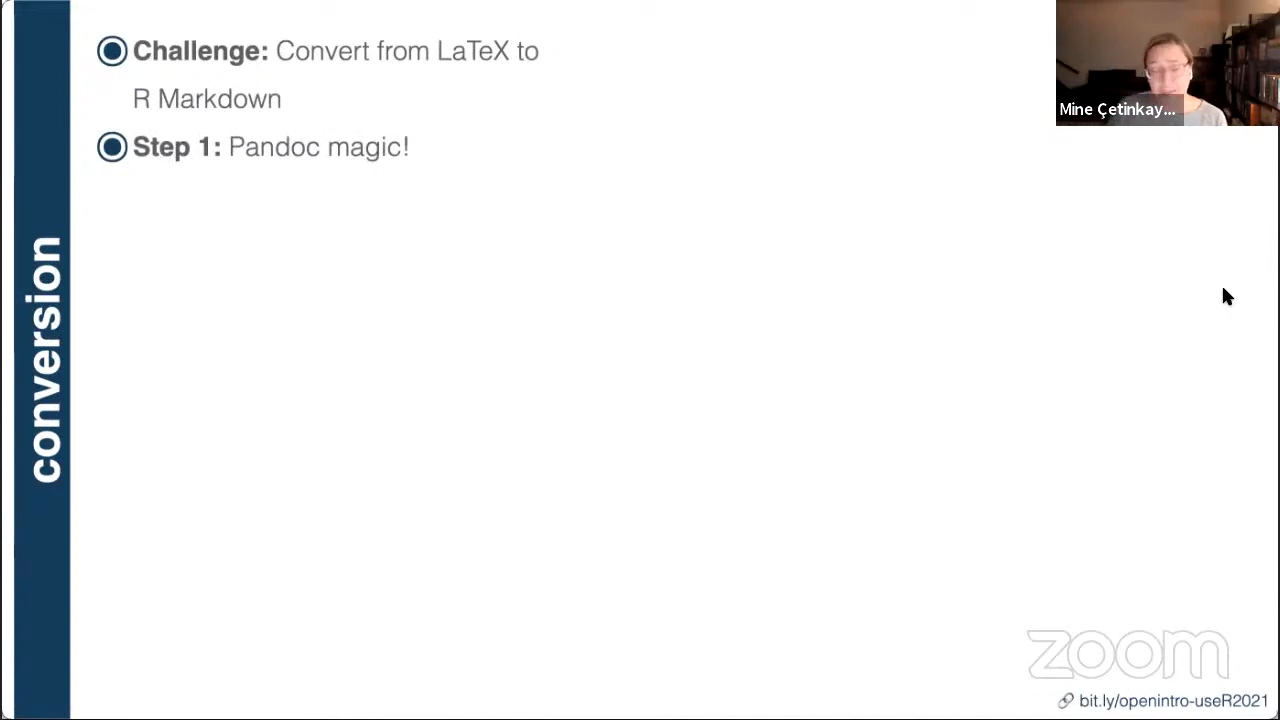 Challenge: Convert from LaTeX to
R Markdown
Step 1: Pandoc magic!
conversion
Mine Çetinkay...
zoom
bit.ly/openintro-useR2021